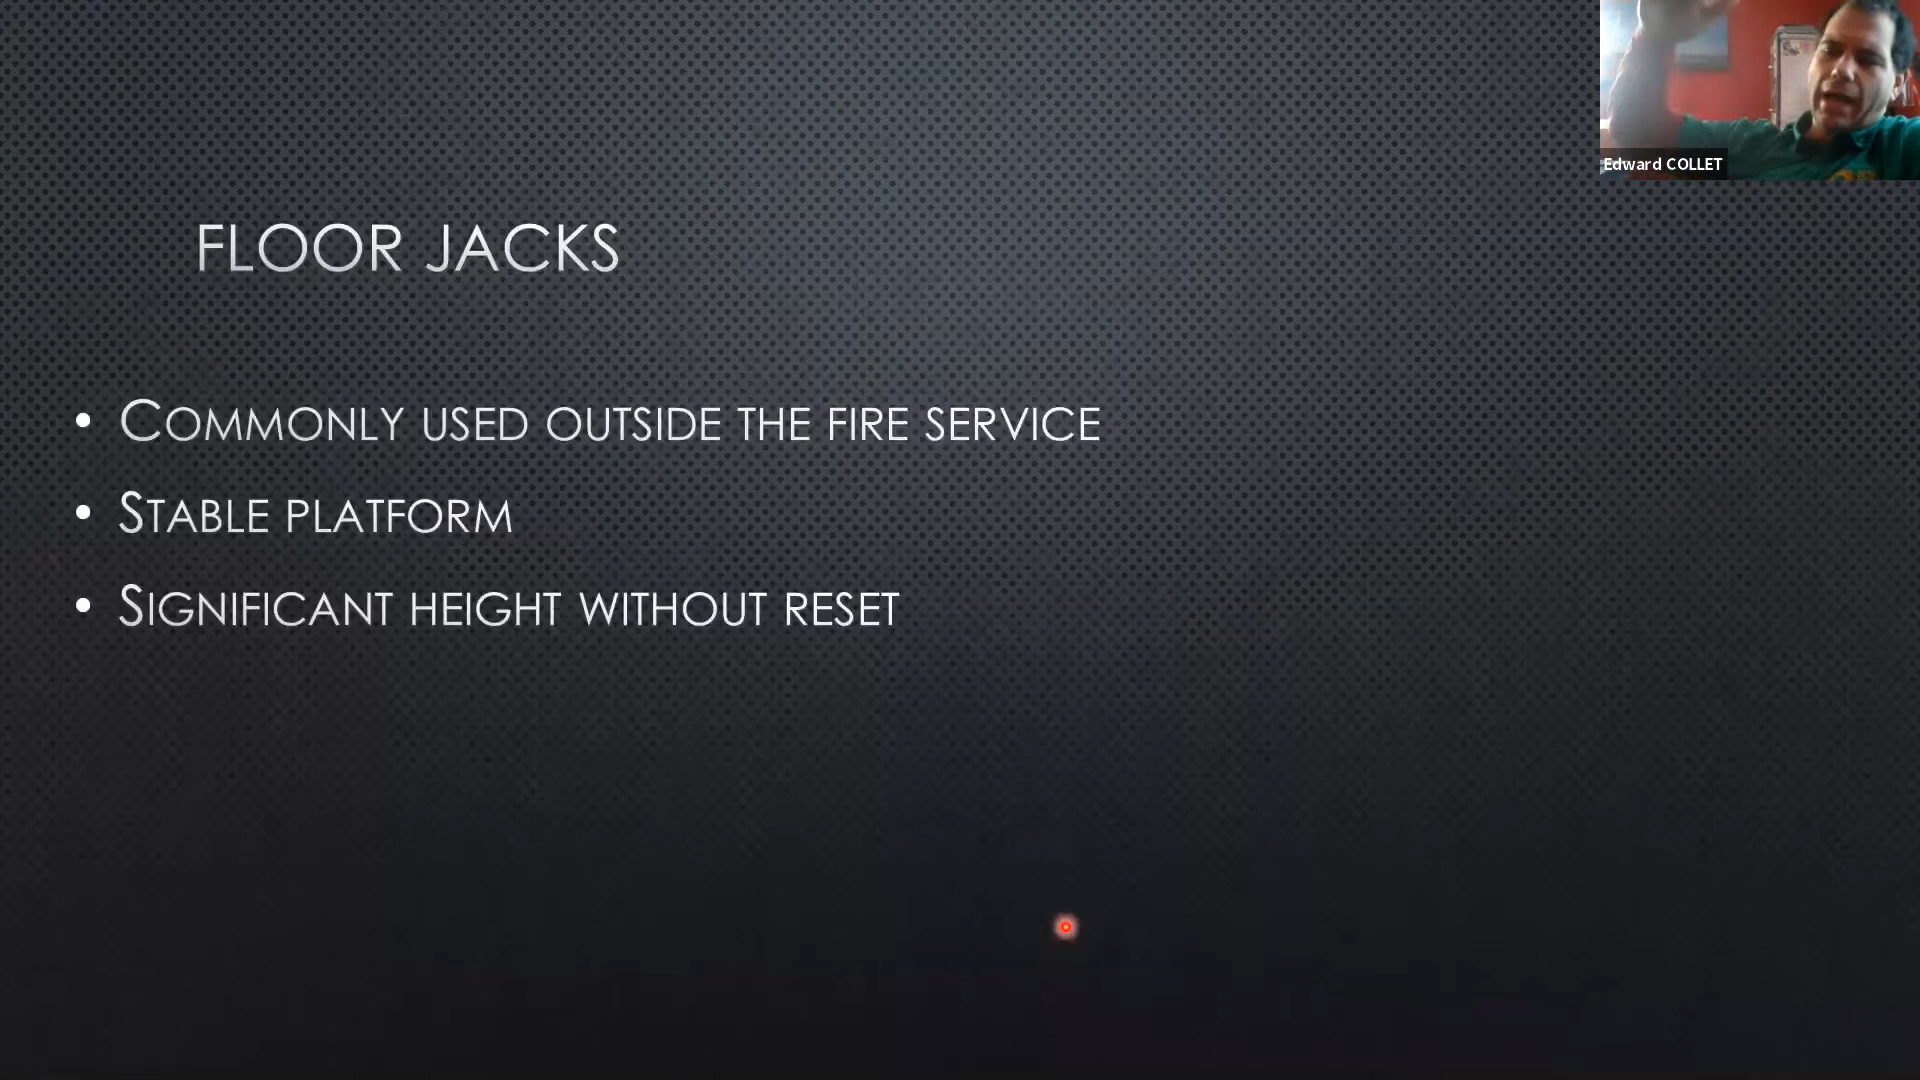 Edward COLLET
FLOOR JACKS
• COMMONLY USED OUTSIDE THE FIRE SERVICE
• STABLE PLATFORM
• SIGNIFICANT HEIGHT WITHOUT RESET